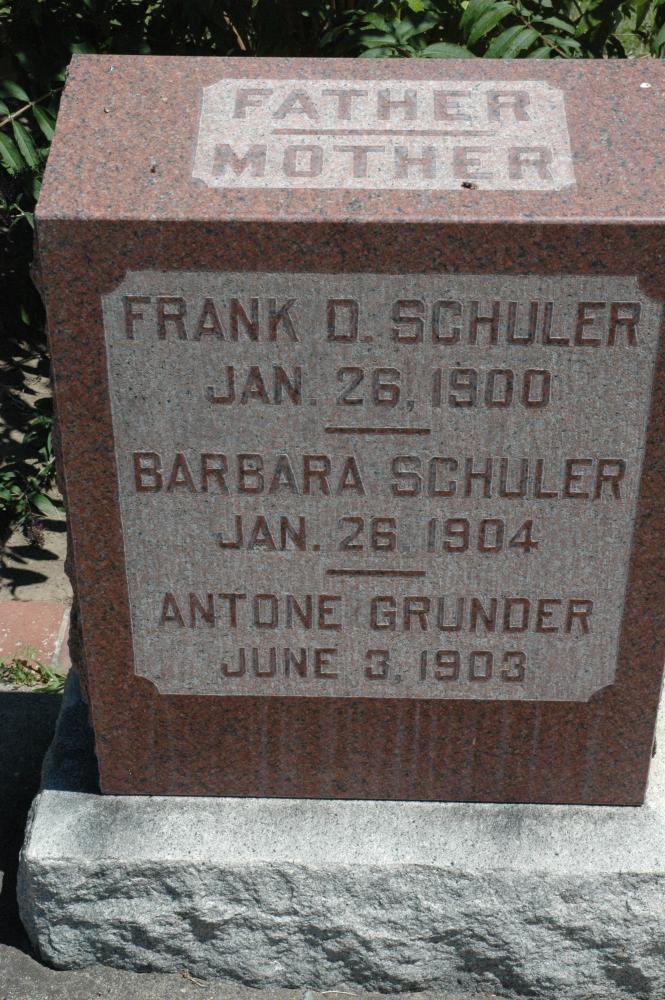 FATHER
MOTHER
FRANK D. SCHULER
JAN. 26, 1900
BARBARA SCHULER
JAN. 26 1904
ANTONE GRUNDER
JUNE 3, 1903